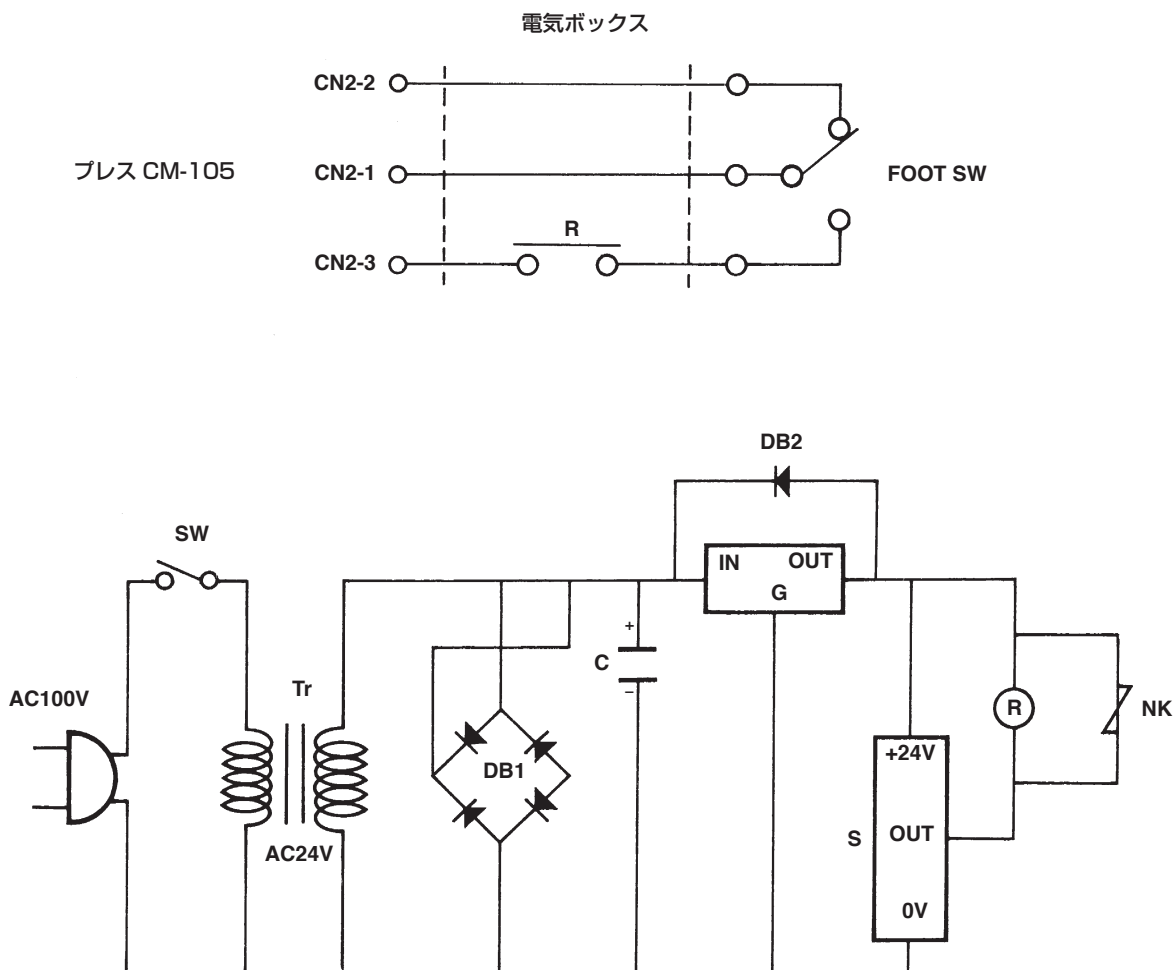 電気ボックス
CN2-2
プレス CM-105
CN2-1
FOOT SW
R
CN2-3
DB2
SW
IN OUT
G
+
C
−
AC100V
Tr
R
NK
DB1
+24V
S
OUT
AC24V
0V